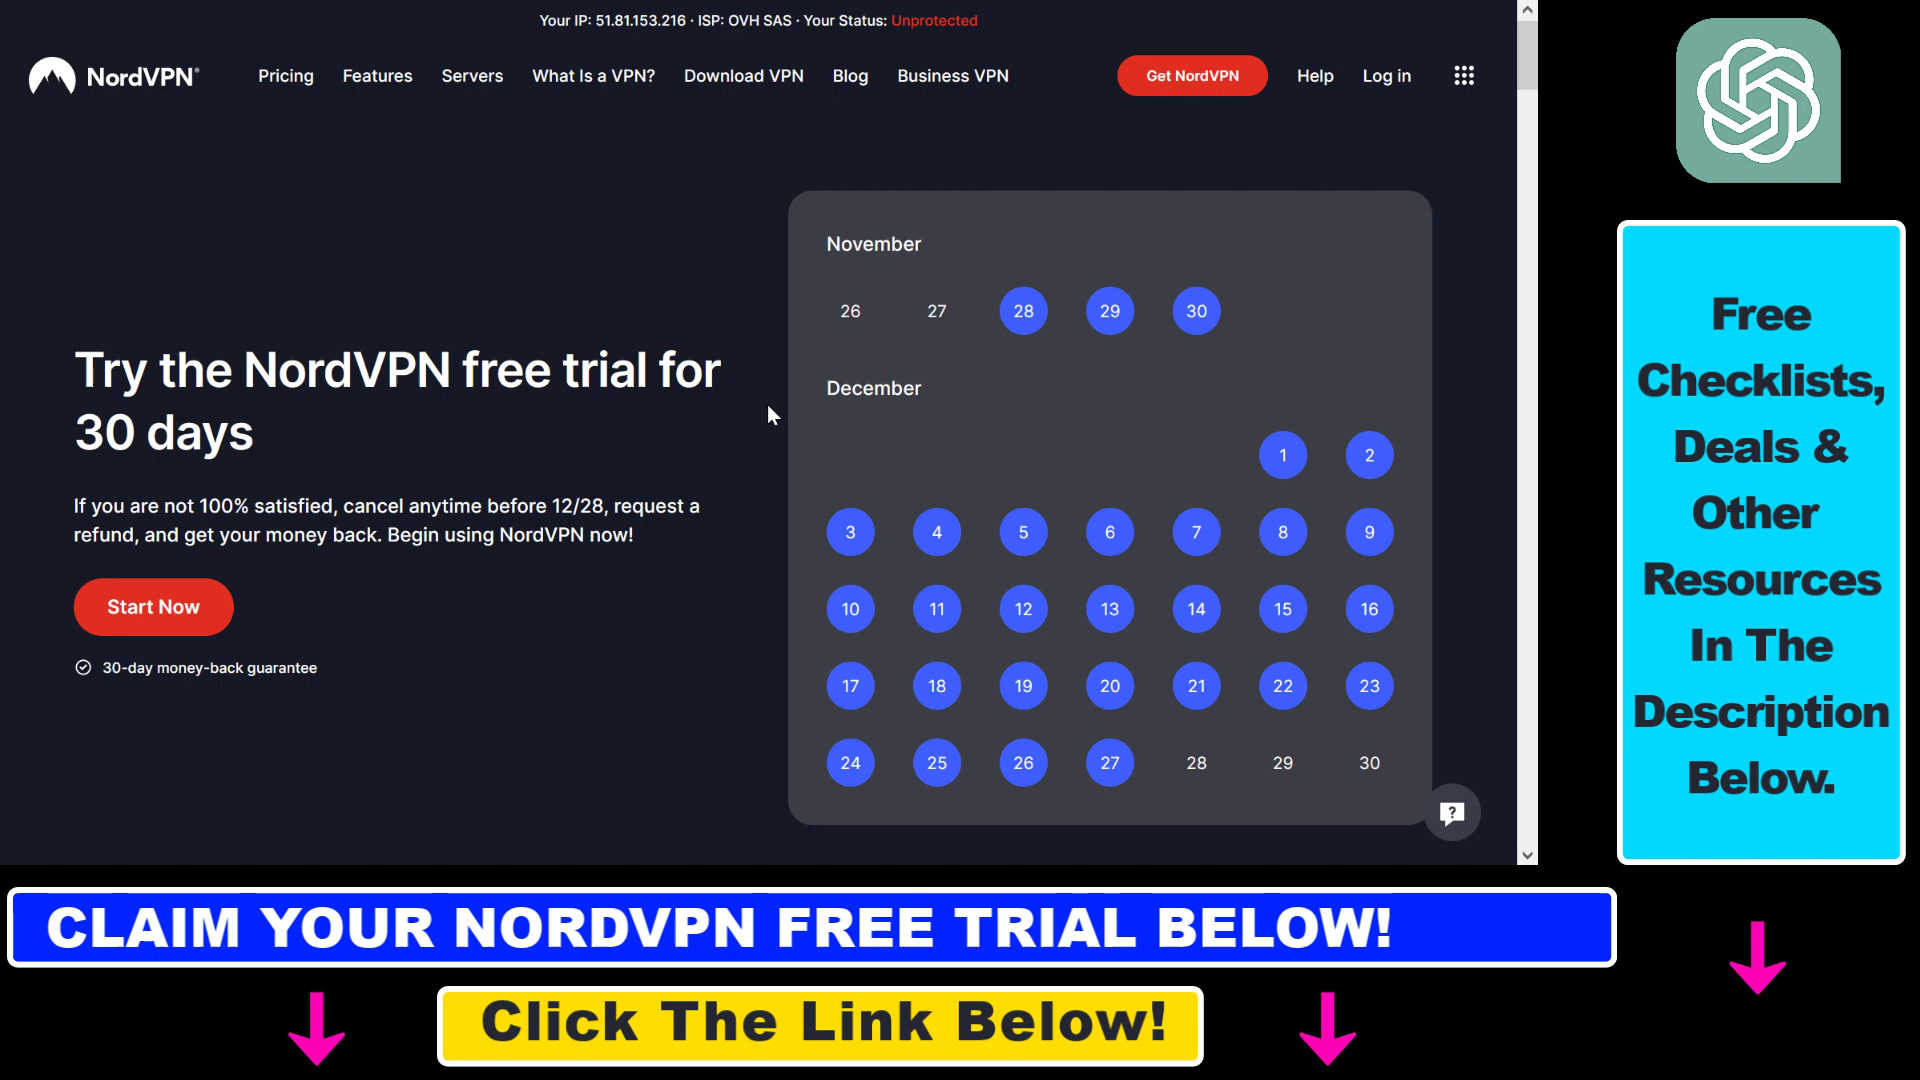 Your IP: 51.81.153.216 · ISP: OVH SAS · Your Status: Unprotected
NordVPN®
Pricing
Features
Servers
What Is a VPN?
Download VPN
Blog
Business VPN
Get NordVPN
Help
Log in
Try the NordVPN free trial for
30 days
If you are not 100% satisfied, cancel anytime before 12/28, request a
refund, and get your money back. Begin using NordVPN now!
Start Now
30-day money-back guarantee
November
26 27 28 29 30
December
1 2
3 4 5 6 7 8 9
10 11 12 13 14 15 16
17 18 19 20 21 22 23
24 25 26 27 28 29 30
?
Free
Checklists,
Deals &
Other
Resources
In The
Description
Below.
CLAIM YOUR NORDVPN FREE TRIAL BELOW!
Click The Link Below!